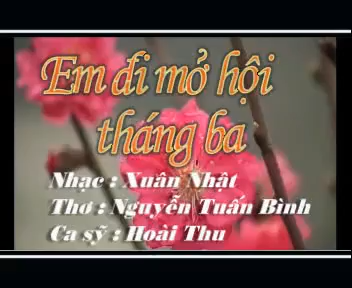 Em đi mở hội
tháng ba
Nhạc : Xuân Nhật
Thơ : Nguyễn Tuấn Bình
Ca sỹ : Hoài Thu